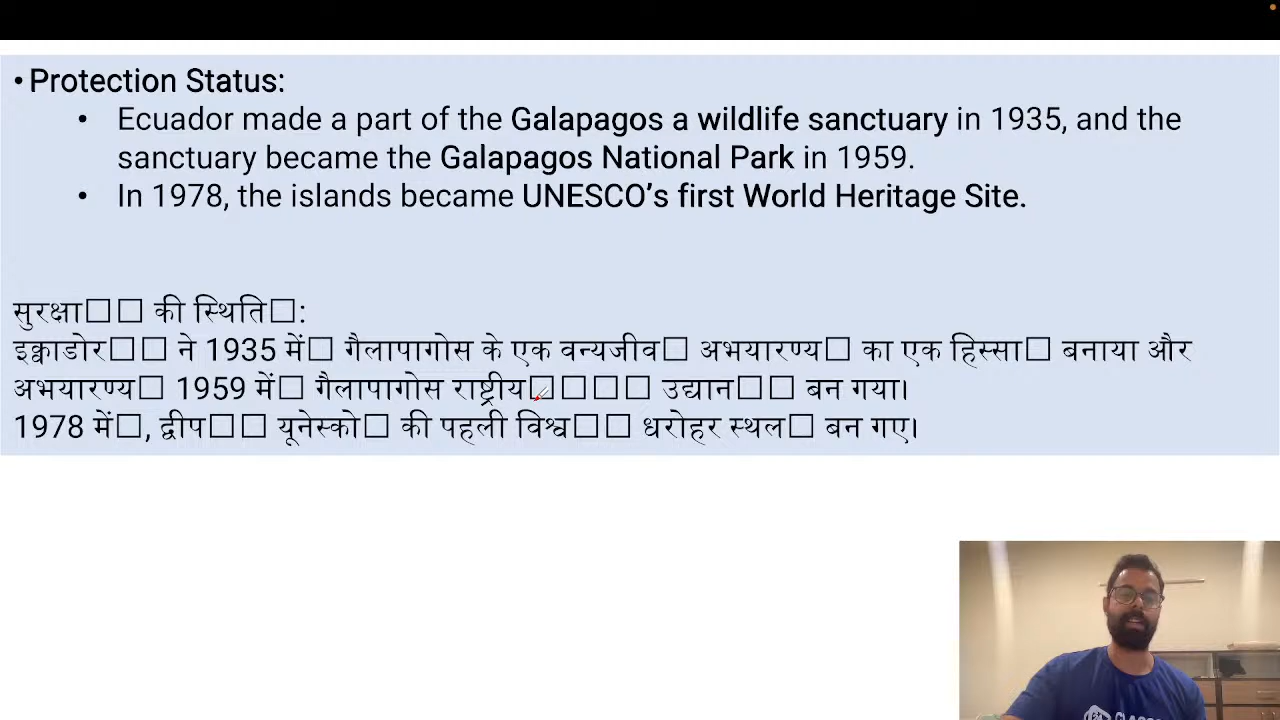 • Protection Status:
• Ecuador made a part of the Galapagos a wildlife sanctuary in 1935, and the
sanctuary became the Galapagos National Park in 1959.
• In 1978, the islands became UNESCO’s first World Heritage Site.
सुरक्षा□□ की स्थिति□:
इक्वाडोर□□ ने 1935 में□ गैलापागोस के एक वन्यजीव□ अभयारण्य□ का एक हिस्सा□ बनाया और
अभयारण्य□ 1959 में□ गैलापागोस राष्ट्रीय□□□□ उद्यान□□ बन गया।
1978 में□, द्वीप□□ यूनेस्को□ की पहली विश्व□□ धरोहर स्थल□ बन गए।